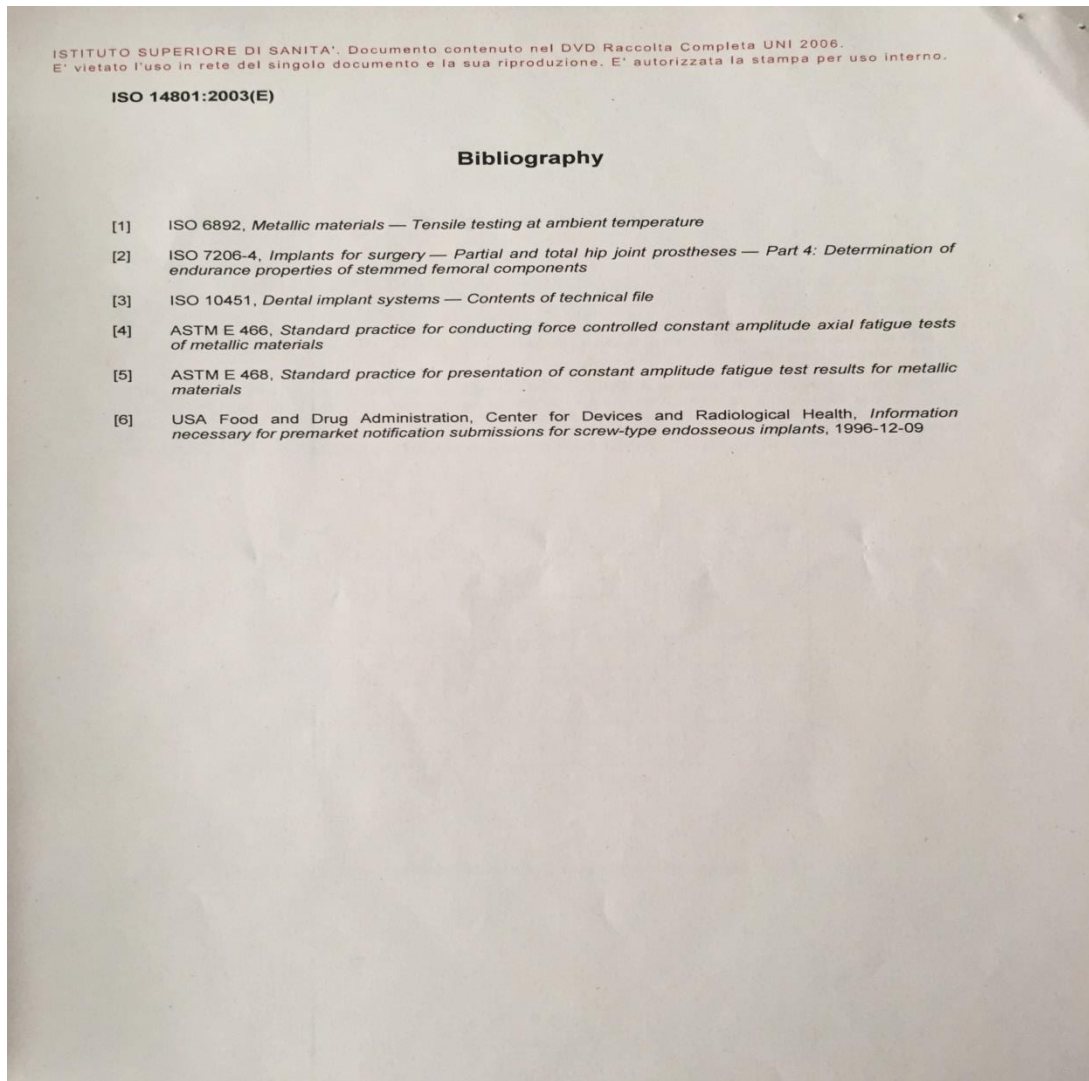 ISTITUTO SUPERIORE DI SANITA'. Documento contenuto nel DVD Raccolta Completa UNI 2006.
E' vietato l'uso in rete del singolo documento e la sua riproduzione. E' autorizzata la stampa per uso interno.
ISO 14801:2003(E)
Bibliography
[1] ISO 6892, Metallic materials — Tensile testing at ambient temperature
[2] ISO 7206-4, Implants for surgery — Partial and total hip joint prostheses — Part 4: Determination of
endurance properties of stemmed femoral components
[3] ISO 10451, Dental implant systems — Contents of technical file
[4] ASTM E 466, Standard practice for conducting force controlled constant amplitude axial fatigue tests
of metallic materials
[5] ASTM E 468, Standard practice for presentation of constant amplitude fatigue test results for metallic
materials
[6] USA Food and Drug Administration, Center for Devices and Radiological Health, Information
necessary for premarket notification submissions for screw-type endosseous implants, 1996-12-09